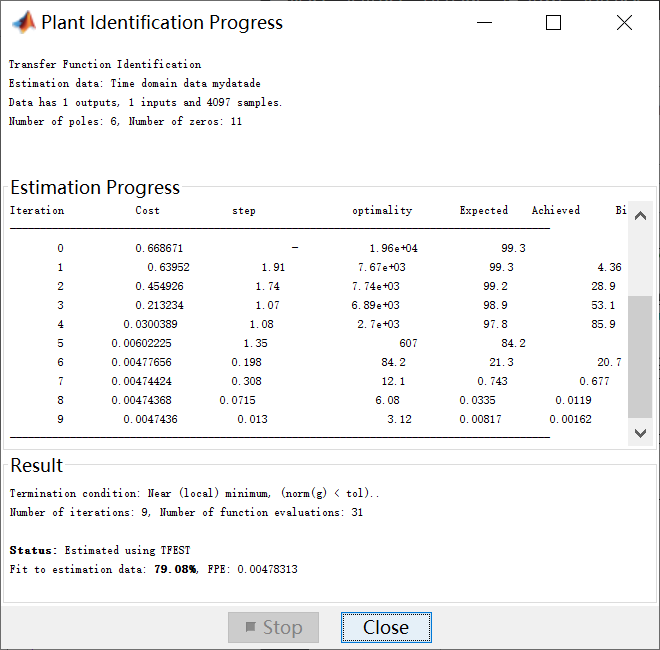 Plant Identification Progress
Transfer Function Identification
Estimation data: Time domain data mydatade
Data has 1 outputs, 1 inputs and 4097 samples.
Number of poles: 6, Number of zeros: 11
Estimation Progress
Iteration Cost step optimality Expected Achieved Bi
0 0.668671 - 1.96e+04 99.3
1 0.63952 1.91 7.67e+03 99.3 4.36
2 0.454926 1.74 7.74e+03 99.2 28.9
3 0.213234 1.07 6.89e+03 98.9 53.1
4 0.0300389 1.08 2.7e+03 97.8 85.9
5 0.00602225 1.35 607 84.2
6 0.00477656 0.198 84.2 21.3 20.7
7 0.00474424 0.308 12.1 0.743 0.677
8 0.00474368 0.0715 6.08 0.0335 0.0119
9 0.0047436 0.013 3.12 0.00817 0.00162
Result
Termination condition: Near (local) minimum, (norm(g) < tol)..
Number of iterations: 9, Number of function evaluations: 31
Status: Estimated using TFEST
Fit to estimation data: 79.08%, FPE: 0.00478313
Stop Close